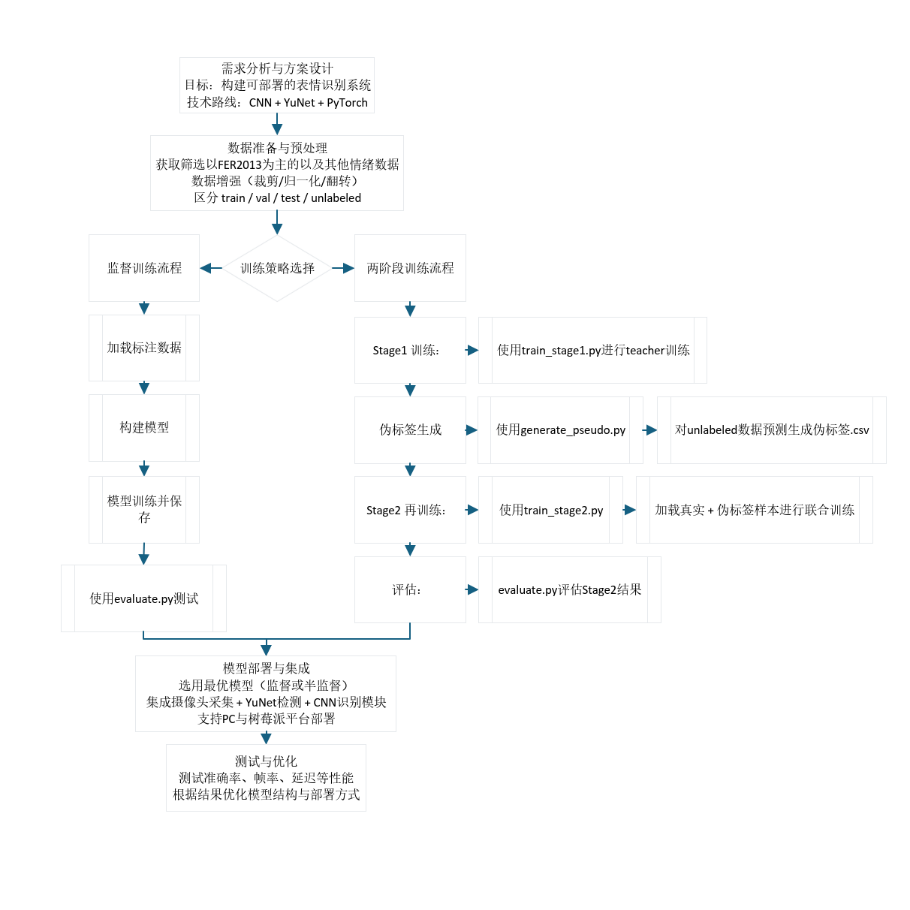 需求分析与方案设计
目标：构建可部署的表情识别系统
技术路线：CNN + YuNet + PyTorch
数据准备与预处理
获取筛选以FER2013为主的以及其他情绪数据
数据增强（裁剪/归一化/翻转）
区分 train / val / test / unlabeled
监督训练流程
训练策略选择
两阶段训练流程
加载标注数据
构建模型
模型训练并保
存
使用evaluate.py测试
Stage1 训练：
使用train_stage1.py进行teacher训练
伪标签生成
使用generate_pseudo.py
对unlabeled数据预测生成伪标签.csv
Stage2 再训练：
使用train_stage2.py
加载真实 + 伪标签样本进行联合训练
评估：
evaluate.py评估Stage2结果
模型部署与集成
选用最优模型（监督或半监督）
集成摄像头采集 + YuNet检测 + CNN识别模块
支持PC与树莓派平台部署
测试与优化
测试准确率、帧率、延迟等性能
根据结果优化模型结构与部署方式